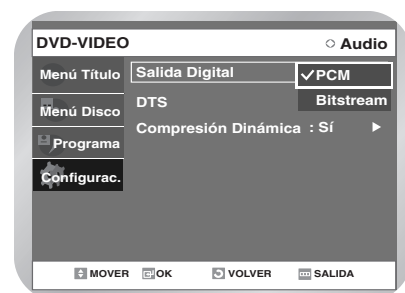 DVD-VIDEO Audio
Menú Título
Salida Digital ✓PCM
Bitstream
Menú Disco
DTS
Compresión Dinámica : Sí ▶
Programa
Configurac.
MOVER OK VOLVER SALIDA